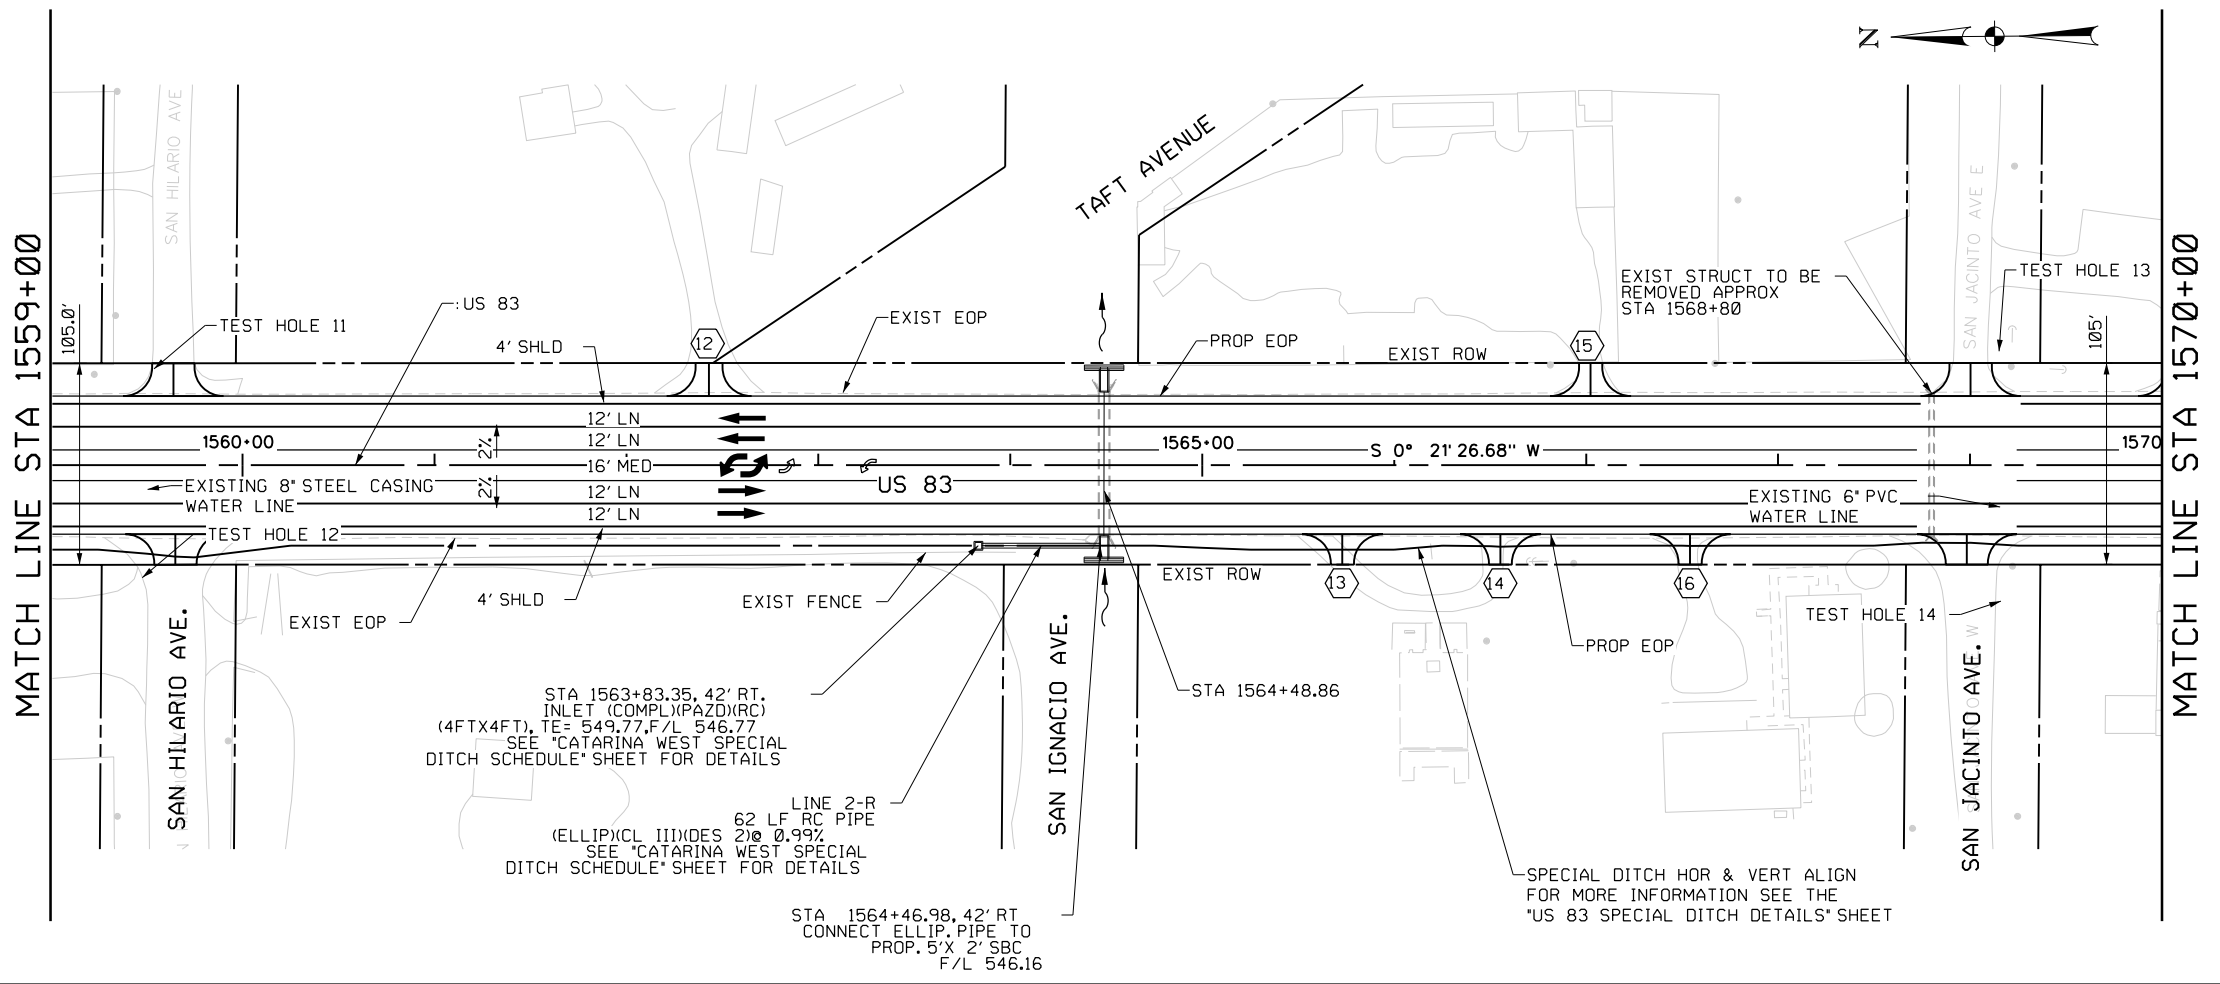 N
MATCH LINE STA 1559+00
MATCH LINE STA 1570+00
SAN HILARIO AVE
TAFT AVENUE
SAN JACINTO AVE E
105.0'
105'
TEST HOLE 11
: US 83
4' SHLD
12
EXIST EOP
PROP EOP
EXIST ROW
15
EXIST STRUCT TO BE
REMOVED APPROX
STA 1568+80
TEST HOLE 13
12' LN
12' LN
16' MED
12' LN
12' LN
1560+00
2%
2%
1565+00
S 0° 21' 26.68" W
1570
US 83
EXISTING 8" STEEL CASING
WATER LINE
EXISTING 6" PVC
WATER LINE
TEST HOLE 12
EXIST EOP
4' SHLD
EXIST FENCE
EXIST ROW
13
14
16
TEST HOLE 14
PROP EOP
SAN HILARIO AVE.
SAN IGNACIO AVE.
SAN JACINTO AVE.
STA 1563+83.35, 42' RT.
INLET (COMPL)(PAZD)(RC)
(4FTX4FT), TE= 549.77,F/L 546.77
SEE "CATARINA WEST SPECIAL
DITCH SCHEDULE" SHEET FOR DETAILS
STA 1564+48.86
LINE 2-R
62 LF RC PIPE
(ELLIP)(CL III)(DES 2)@ 0.99%
SEE "CATARINA WEST SPECIAL
DITCH SCHEDULE" SHEET FOR DETAILS
STA 1564+46.98, 42' RT
CONNECT ELLIP. PIPE TO
PROP. 5'X 2' SBC
F/L 546.16
SPECIAL DITCH HOR & VERT ALIGN
FOR MORE INFORMATION SEE THE
"US 83 SPECIAL DITCH DETAILS" SHEET